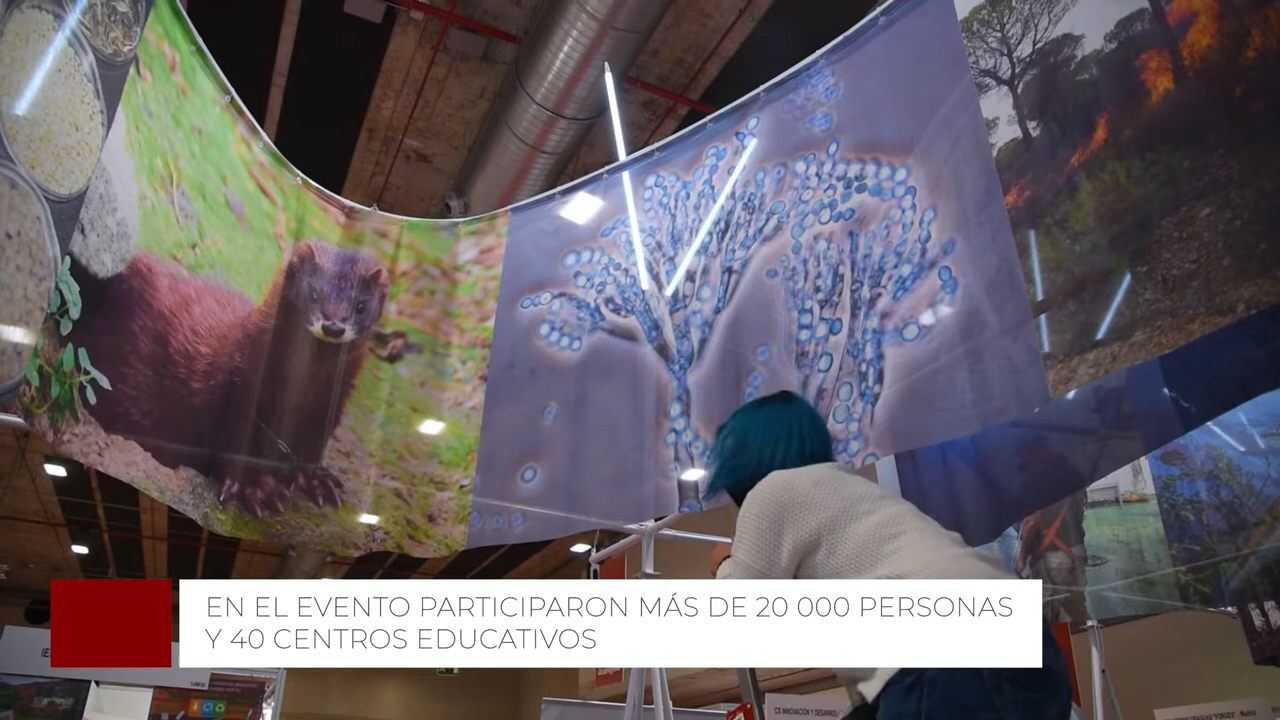 EN EL EVENTO PARTICIPARON MÁS DE 20 000 PERSONAS
Y 40 CENTROS EDUCATIVOS